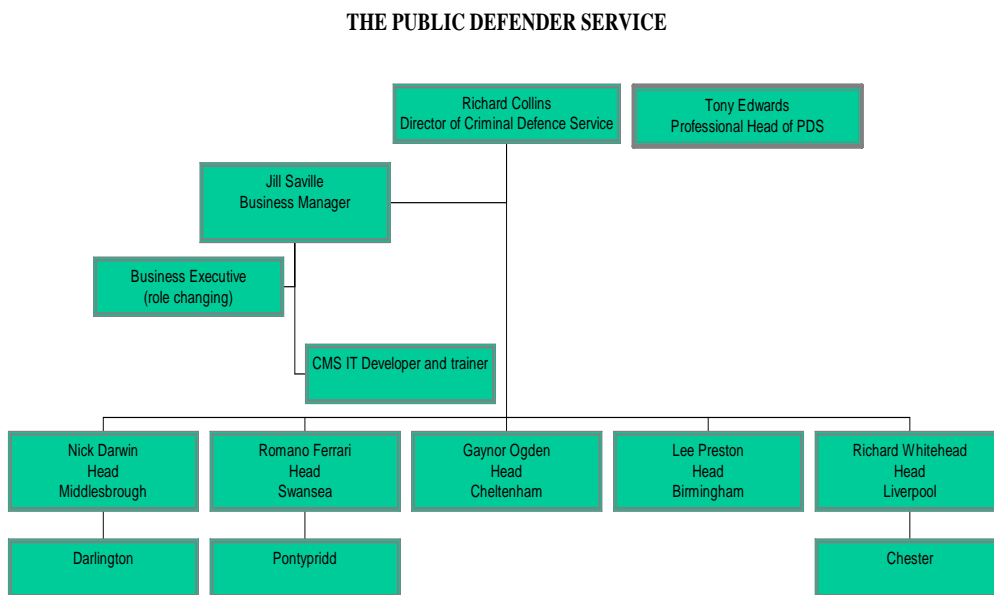 THE PUBLIC DEFENDER SERVICE
Richard Collins
Director of Criminal Defence Service
Tony Edwards
Professional Head of PDS
Jill Saville
Business Manager
Business Executive
(role changing)
CMS IT Developer and trainer
Nick Darwin
Head
Middlesbrough
Romano Ferrari
Head
Swansea
Gaynor Ogden
Head
Cheltenham
Lee Preston
Head
Birmingham
Richard Whitehead
Head
Liverpool
Darlington
Pontypridd
Chester